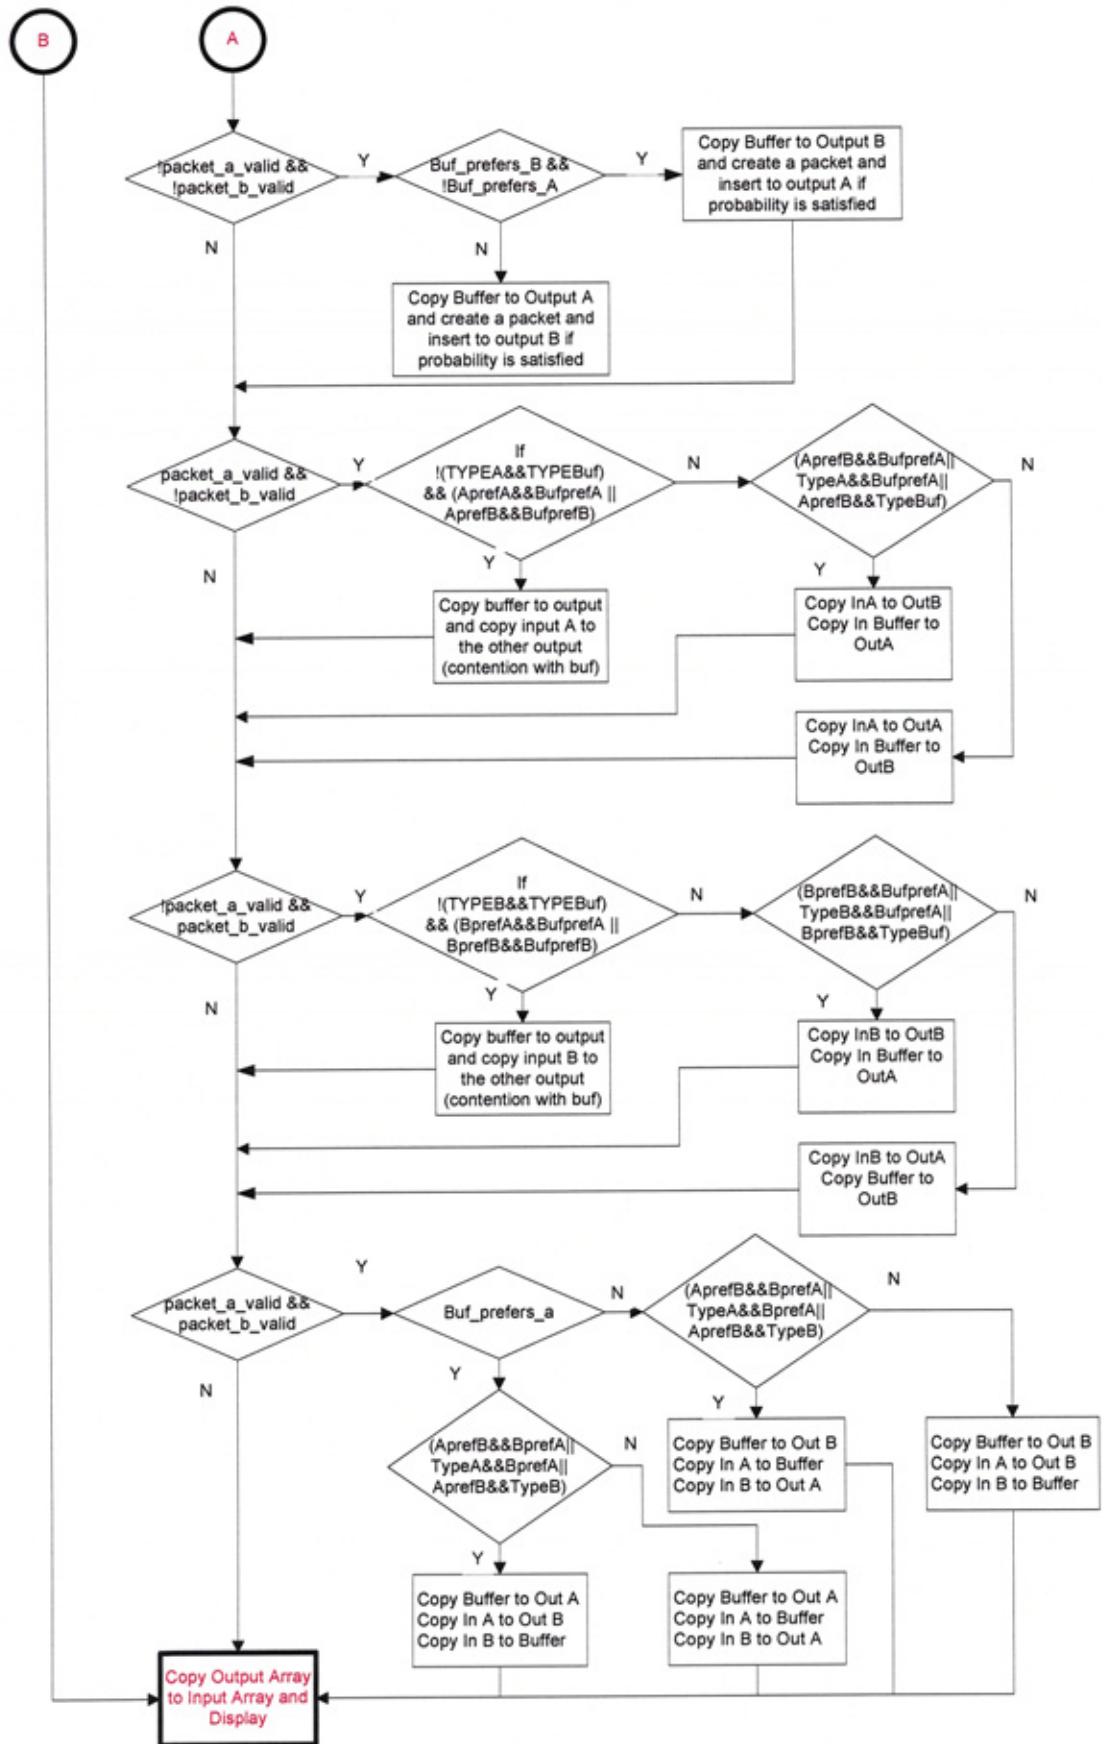 B
A
!packet_a_valid &&
!packet_b_valid
Y
Buf_prefers_B &&
!Buf_prefers_A
Y
Copy Buffer to Output B
and create a packet and
insert to output A if
probability is satisfied
N
N
Copy Buffer to Output A
and create a packet and
insert to output B if
probability is satisfied
packet_a_valid &&
!packet_b_valid
Y
If
!(TYPEA&&TYPEBuf)
&& (AprefA&&BufprefA ||
AprefB&&BufprefB)
N
(AprefB&&BufprefA||
TypeA&&BufprefA||
AprefB&&TypeBuf)
N
N
Y
Copy buffer to output
and copy input A to
the other output
(contention with buf)
Y
Copy InA to OutB
Copy In Buffer to
OutA
Copy InA to OutA
Copy In Buffer to
OutB
!packet_a_valid &&
packet_b_valid
Y
If
!(TYPEB&&TYPEBuf)
&& (BprefA&&BufprefA ||
BprefB&&BufprefB)
N
(BprefB&&BufprefA||
TypeB&&BufprefA||
BprefB&&TypeBuf)
N
N
Y
Copy buffer to output
and copy input B to
the other output
(contention with buf)
Y
Copy InB to OutB
Copy In Buffer to
OutA
Copy InB to OutA
Copy Buffer to
OutB
packet_a_valid &&
packet_b_valid
Y
Buf_prefers_a
N
(AprefB&&BprefA||
TypeA&&BprefA||
AprefB&&TypeB)
N
N
Y
(AprefB&&BprefA||
TypeA&&BprefA||
AprefB&&TypeB)
N
Y
Copy Buffer to Out B
Copy In A to Buffer
Copy In B to Out A
Copy Buffer to Out B
Copy In A to Out B
Copy In B to Buffer
Y
Copy Buffer to Out A
Copy In A to Out B
Copy In B to Buffer
Copy Buffer to Out A
Copy In A to Buffer
Copy In B to Out A
Copy Output Array
to Input Array and
Display